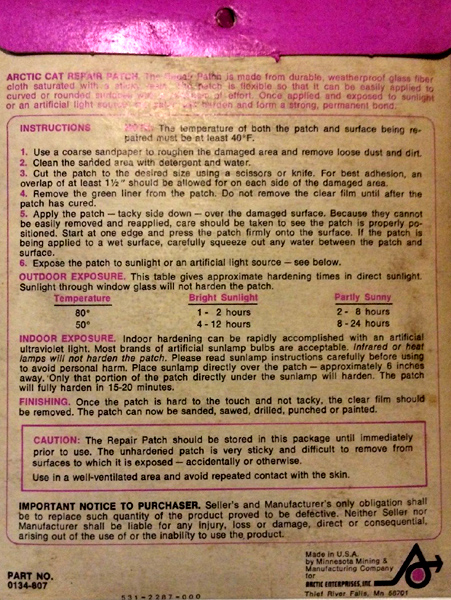 ARCTIC CAT REPAIR PATCH. The Repair Patch is made from durable, weatherproof glass fiber
cloth saturated with a sticky patch is flexible so that it can be easily applied to
curved or rounded surfaces of effort. Once applied and exposed to sunlight
or an artificial light source harden and form a strong, permanent bond.
INSTRUCTIONS NOTE: The temperature of both the patch and surface being re-
paired must be at least 40°F.
1. Use a coarse sandpaper to roughen the damaged area and remove loose dust and dirt.
2. Clean the sanded area with detergent and water.
3. Cut the patch to the desired size using a scissors or knife. For best adhesion, an
overlap of at least 1½" should be allowed for on each side of the damaged area.
4. Remove the green liner from the patch. Do not remove the clear film until after the
patch has cured.
5. Apply the patch — tacky side down — over the damaged surface. Because they cannot
be easily removed and reapplied, care should be taken to see the patch is properly po-
sitioned. Start at one edge and press the patch firmly onto the surface. If the patch is
being applied to a wet surface, carefully squeeze out any water between the patch and
surface.
6. Expose the patch to sunlight or an artificial light source — see below.
OUTDOOR EXPOSURE. This table gives approximate hardening times in direct sunlight.
Sunlight through window glass will not harden the patch.
Temperature Bright Sunlight Partly Sunny
80° 1 - 2 hours 2 - 8 hours
50° 4 - 12 hours 8 - 24 hours
INDOOR EXPOSURE. Indoor hardening can be rapidly accomplished with an artificial
ultraviolet light. Most brands of artificial sunlamp bulbs are acceptable. Infrared or heat
lamps will not harden the patch. Please read sunlamp instructions carefully before using
to avoid personal harm. Place sunlamp directly over the patch — approximately 6 inches
away. Only that portion of the patch directly under the sunlamp will harden. The patch
will fully harden in 15-20 minutes.
FINISHING. Once the patch is hard to the touch and not tacky, the clear film should
be removed. The patch can now be sanded, sawed, drilled, punched or painted.
CAUTION: The Repair Patch should be stored in this package until immediately
prior to use. The unhardened patch is very sticky and difficult to remove from
surfaces to which it is exposed — accidentally or otherwise.
Use in a well-ventilated area and avoid repeated contact with the skin.
IMPORTANT NOTICE TO PURCHASER. Seller's and Manufacturer's only obligation shall
be to replace such quantity of the product proved to be defective. Neither Seller nor
Manufacturer shall be liable for any injury, loss or damage, direct or consequential,
arising out of the use of or the inability to use the product.
PART NO.
0134-807
531-2287-000
Made in U.S.A.
by Minnesota Mining &
Manufacturing Company
for
ARCTIC ENTERPRISES, INC.
Thief River Falls, Mn 56701